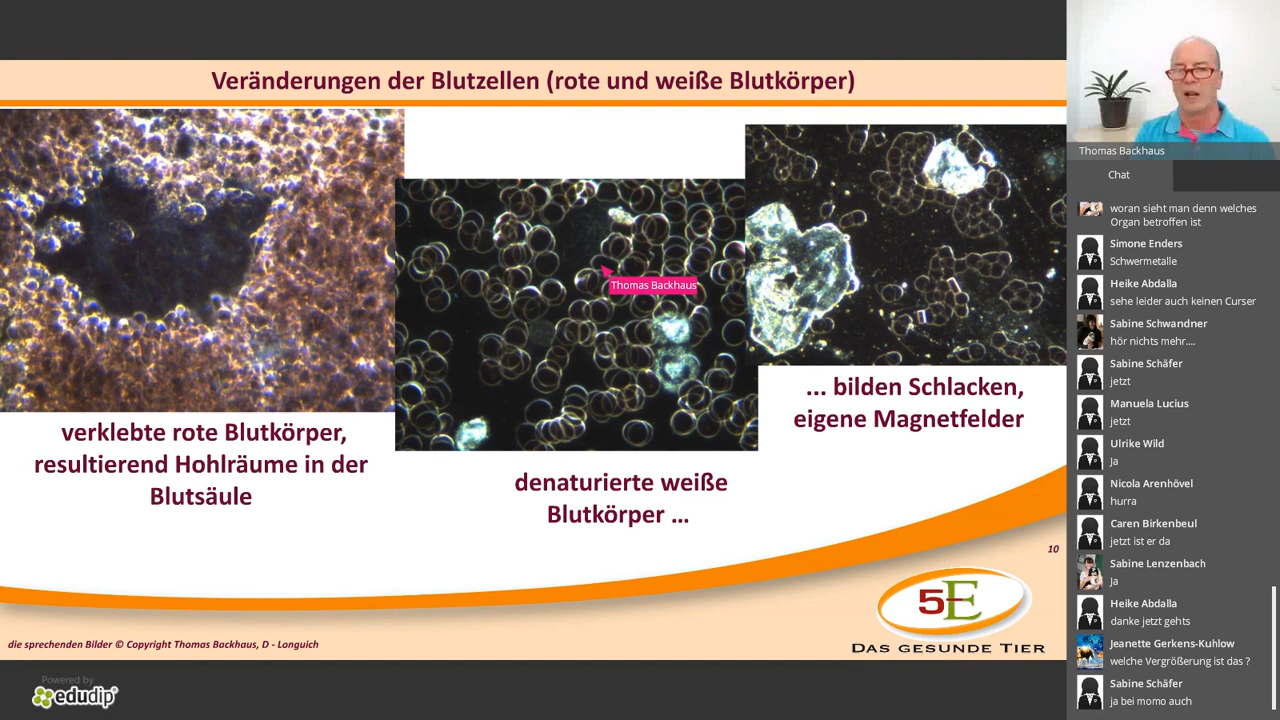 Veränderungen der Blutzellen (rote und weiße Blutkörper)
Thomas Backhaus
verklebte rote Blutkörper,
resultierend Hohlräume in der
Blutsäule
denaturierte weiße
Blutkörper ...
... bilden Schlacken,
eigene Magnetfelder
10
5E
DAS GESUNDE TIER
die sprechenden Bilder © Copyright Thomas Backhaus, D - Longuich
Powered by
edudip
Thomas Backhaus
Chat
woran sieht man denn welches
Organ betroffen ist
Simone Enders
Schwermetalle
Heike Abdalla
sehe leider auch keinen Curser
Sabine Schwandner
hör nichts mehr....
Sabine Schäfer
jetzt
Manuela Lucius
jetzt
Ulrike Wild
Ja
Nicola Arenhövel
hurra
Caren Birkenbeul
jetzt ist er da
Sabine Lenzenbach
Ja
Heike Abdalla
danke jetzt gehts
Jeanette Gerkens-Kuhlow
welche Vergrößerung ist das ?
Sabine Schäfer
ja bei momo auch